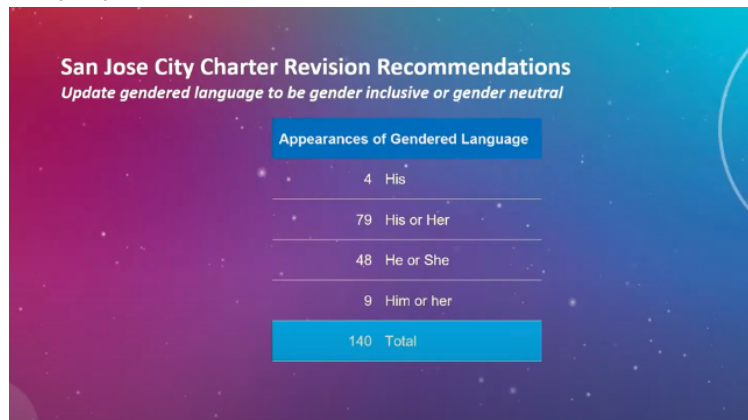 San Jose City Charter Revision Recommendations
Update gendered language to be gender inclusive or gender neutral
Appearances of Gendered Language
4 His
79 His or Her
48 He or She
9 Him or her
140 Total